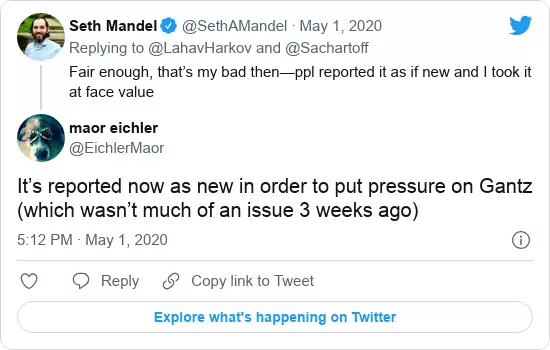 Seth Mandel @SethAMandel · May 1, 2020
Replying to @LahavHarkov and @Sachartoff
Fair enough, that’s my bad then—ppl reported it as if new and I took it
at face value
maor eichler
@EichlerMaor
It’s reported now as new in order to put pressure on Gantz
(which wasn’t much of an issue 3 weeks ago)
5:12 PM · May 1, 2020
Reply
Copy link to Tweet
Explore what's happening on Twitter